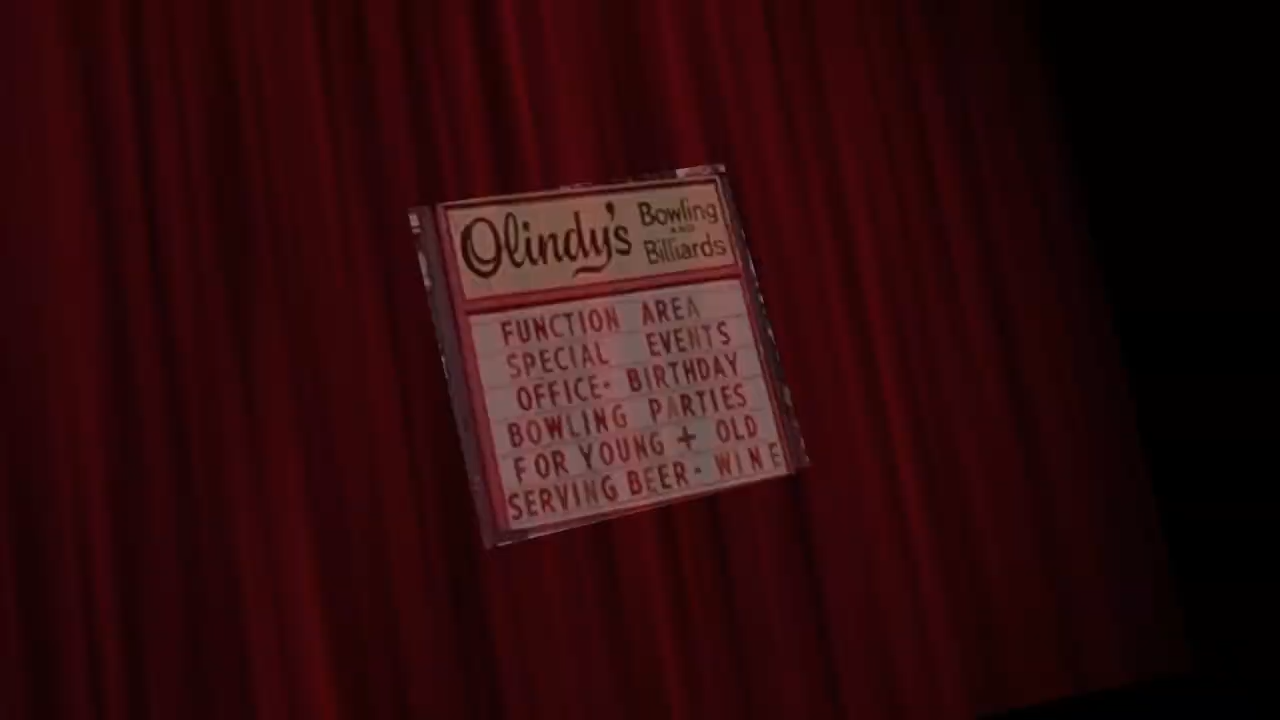 Olindy's Bowling AND Billiards
FUNCTION AREA
SPECIAL EVENTS
OFFICE· BIRTHDAY
BOWLING PARTIES
FOR YOUNG + OLD
SERVING BEER· WINE